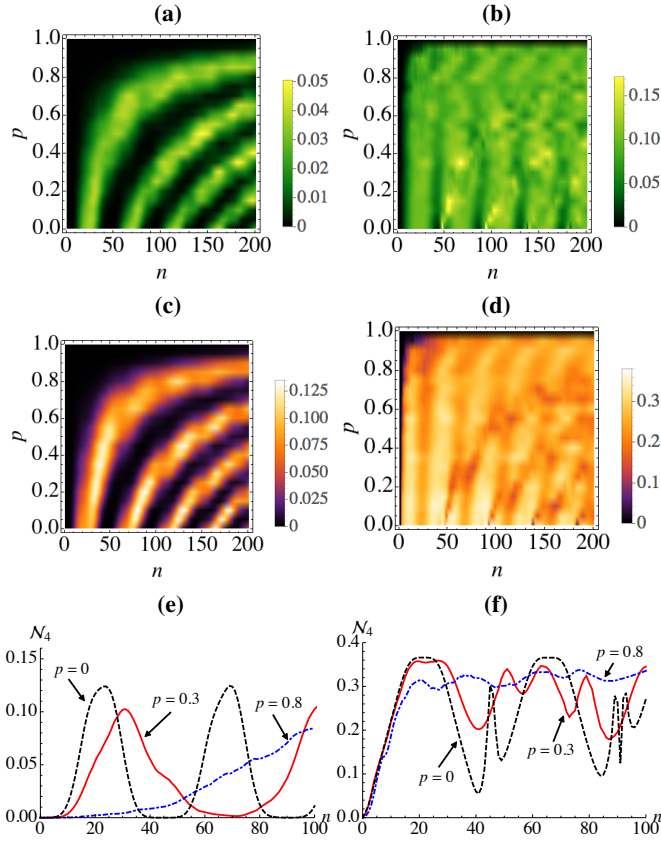 (a) (b)
1.0 0.8 0.6 0.4 0.2 0.0
p
0 50 100 150 200
n
0.05 0.04 0.03 0.02 0.01 0
1.0 0.8 0.6 0.4 0.2 0.0
p
0 50 100 150 200
n
0.15 0.10 0.05 0
(c) (d)
1.0 0.8 0.6 0.4 0.2 0.0
p
0 50 100 150 200
n
0.125 0.100 0.075 0.050 0.025 0
1.0 0.8 0.6 0.4 0.2 0.0
p
0 50 100 150 200
n
0.3 0.2 0.1 0
(e) (f)
𝒩4
0.15 0.10 0.05 0.00
p = 0
p = 0.3
p = 0.8
0 20 40 60 80 100 n
𝒩4
0.4 0.3 0.2 0.1 0.0
p = 0.8
p = 0
p = 0.3
0 20 40 60 80 100 n